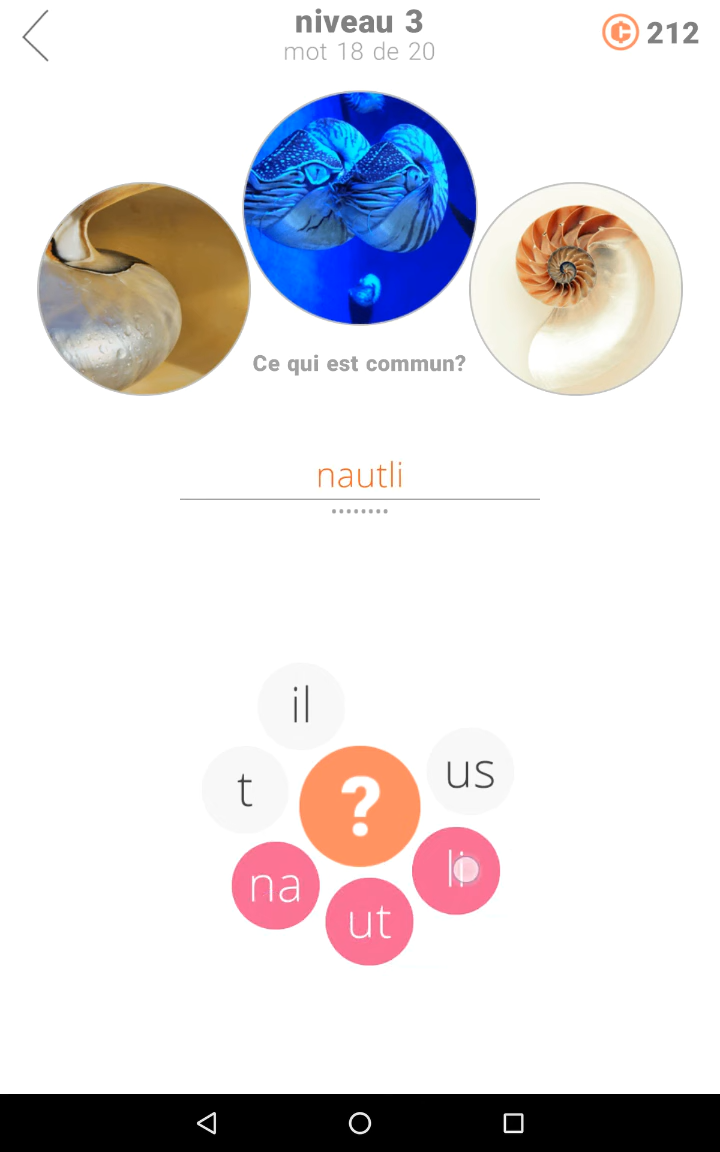 niveau 3
mot 18 de 20
212
Ce qui est commun?
nautli
il
t
?
us
na
ut
li